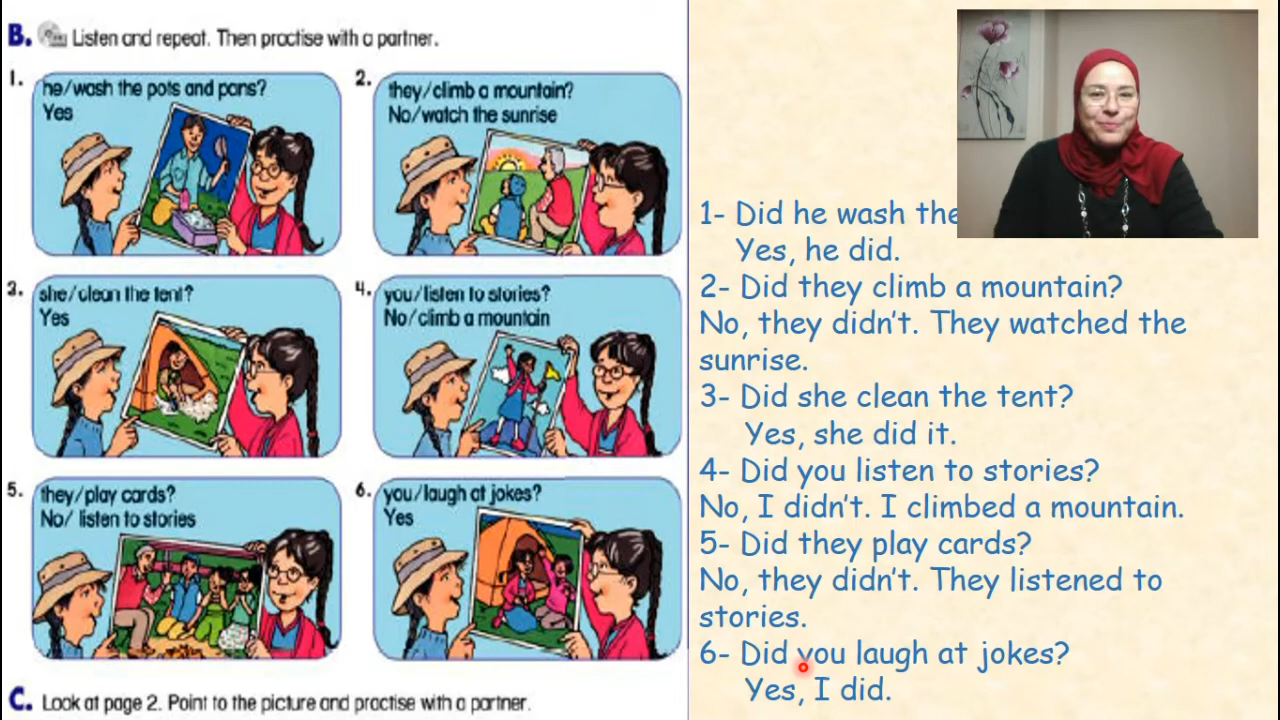 B. Listen and repeat. Then practise with a partner.
1. he/wash the pots and pans?
Yes
2. they/climb a mountain?
No/watch the sunrise
3. she/clean the tent?
Yes
4. you/listen to stories?
No/climb a mountain
5. they/play cards?
No/ listen to stories
6. you/laugh at jokes?
Yes
C. Look at page 2. Point to the picture and practise with a partner.
1- Did he wash the
Yes, he did.
2- Did they climb a mountain?
No, they didn't. They watched the
sunrise.
3- Did she clean the tent?
Yes, she did it.
4- Did you listen to stories?
No, I didn't. I climbed a mountain.
5- Did they play cards?
No, they didn't. They listened to
stories.
6- Did you laugh at jokes?
Yes, I did.